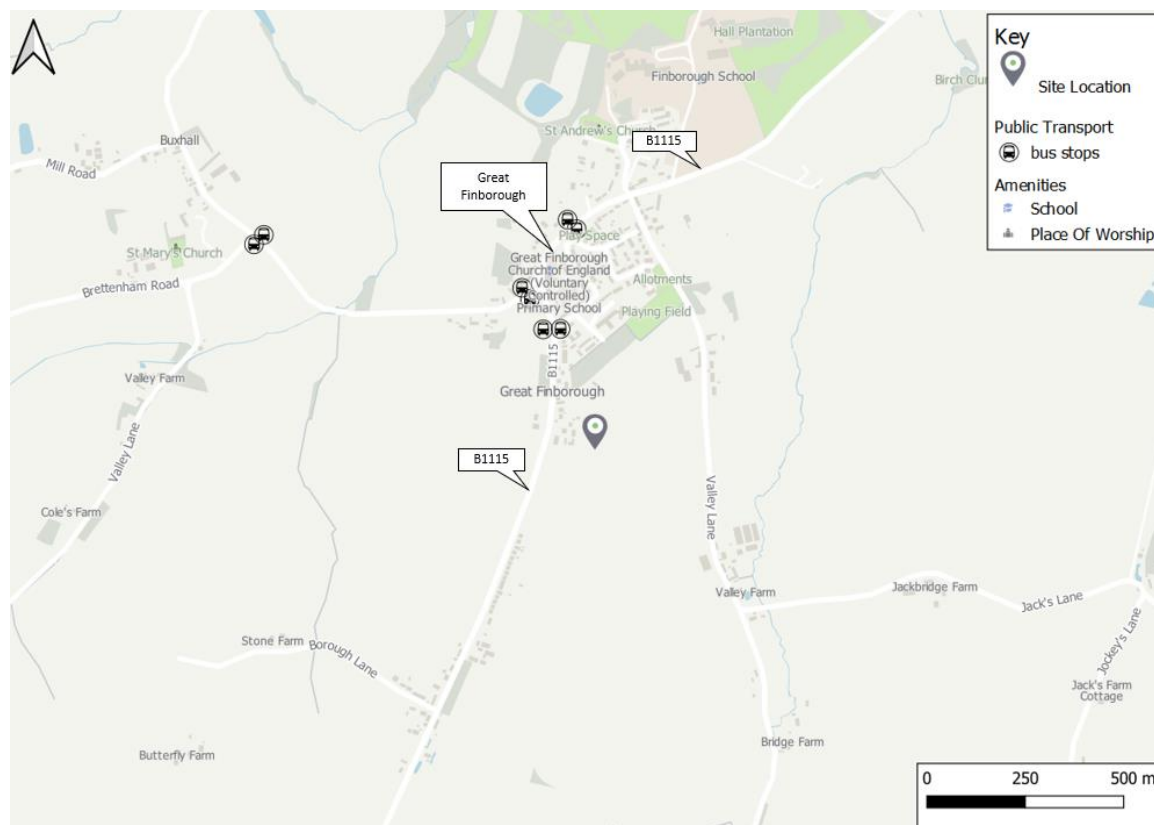 Hall Plantation
Finborough School
Birch Clu
St Andrew's Church
B1115
Buxhall
Mill Road
Great
Finborough
Play Space
St Mary's Church
Great Finborough
Church of England
(Voluntary
Controlled)
Primary School
Allotments
Playing Field
Brettenham Road
B1115
Valley Farm
Great Finborough
Valley Lane
B1115
Valley Lane
Cole's Farm
Valley Farm
Jackbridge Farm
Jack's Lane
Jockey's Lane
Stone Farm
Borough Lane
Jack's Farm
Cottage
Butterfly Farm
Bridge Farm
Key
Site Location
Public Transport
bus stops
Amenities
School
Place Of Worship
0 250 500 m